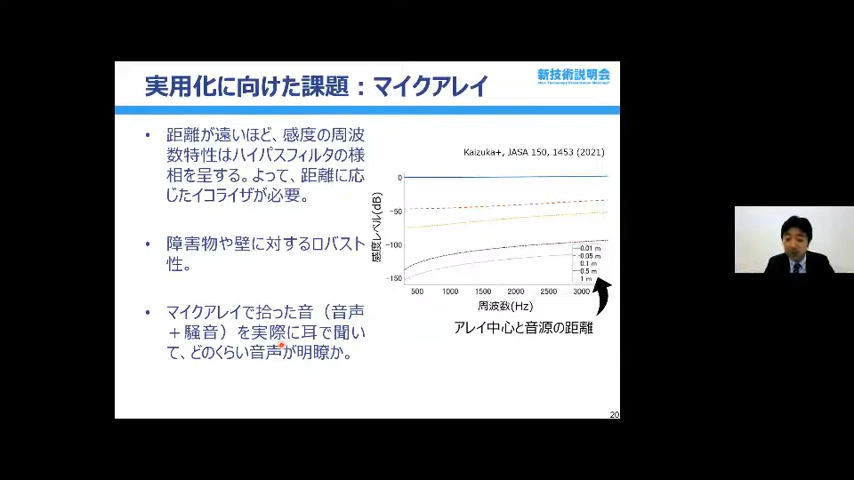 実用化に向けた課題：マイクアレイ
新技術説明会
• 距離が遠いほど、感度の周波
数特性はハイパスフィルタの様
相を呈する。よって、距離に応
じたイコライザが必要。
• 障害物や壁に対するロバスト
性。
• マイクアレイで拾った音（音声
＋騒音）を実際に耳で聞い
て、どのくらい音声が明瞭か。
Kaizuka+, JASA 150, 1453 (2021)
感度レベル(dB)
0
-50
-100
-150
500 1000 1500 2000 2500 3000
周波数(Hz)
0.01 m
0.05 m
0.1 m
0.5 m
1 m
アレイ中心と音源の距離
20